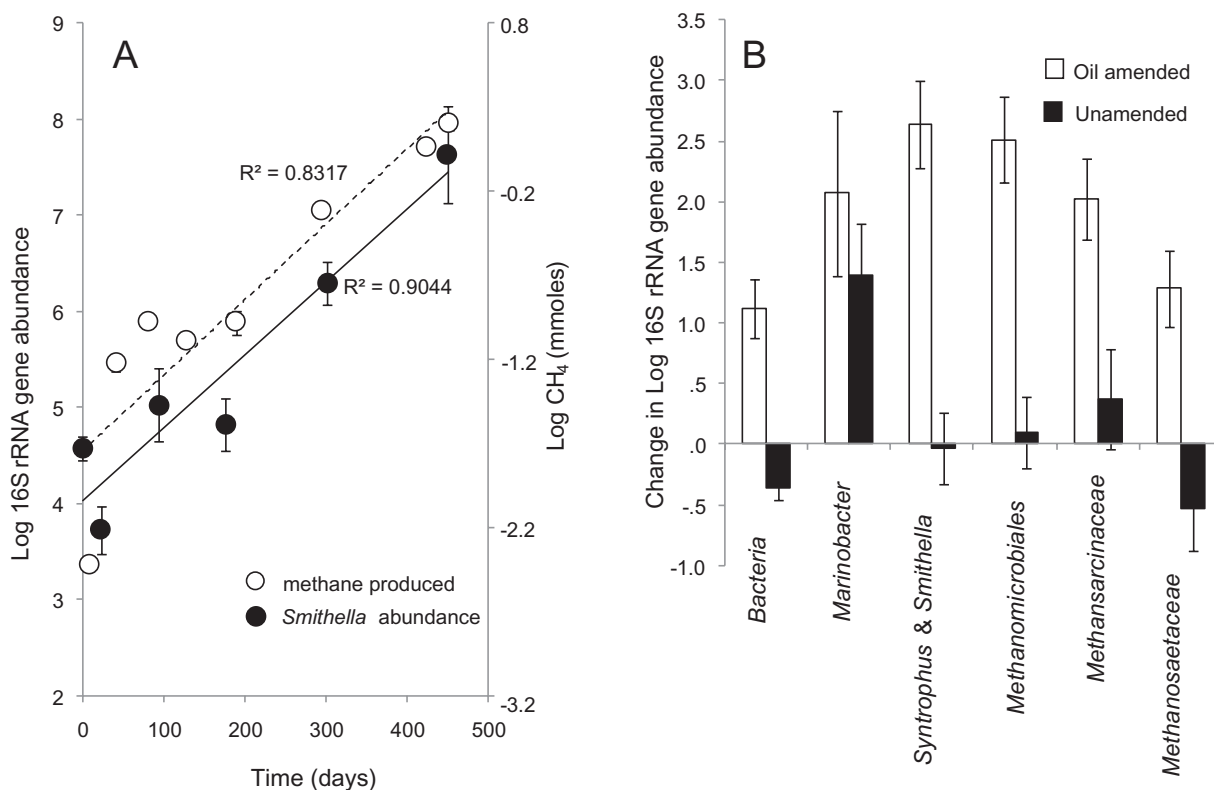 A
Log 16S rRNA gene abundance
9
8
7
6
5
4
3
2
R² = 0.8317
R² = 0.9044
methane produced
Smithella abundance
0.8
-0.2
-1.2
-2.2
-3.2
Log CH₄ (mmoles)
0 100 200 300 400 500
Time (days)
B
Change in Log 16S rRNA gene abundance
3.5
3.0
2.5
2.0
1.5
1.0
.5
.0
-.5
-1.0
Oil amended
Unamended
Bacteria
Marinobacter
Syntrophus & Smithella
Methanomicrobiales
Methansarcinaceae
Methanosaetaceae